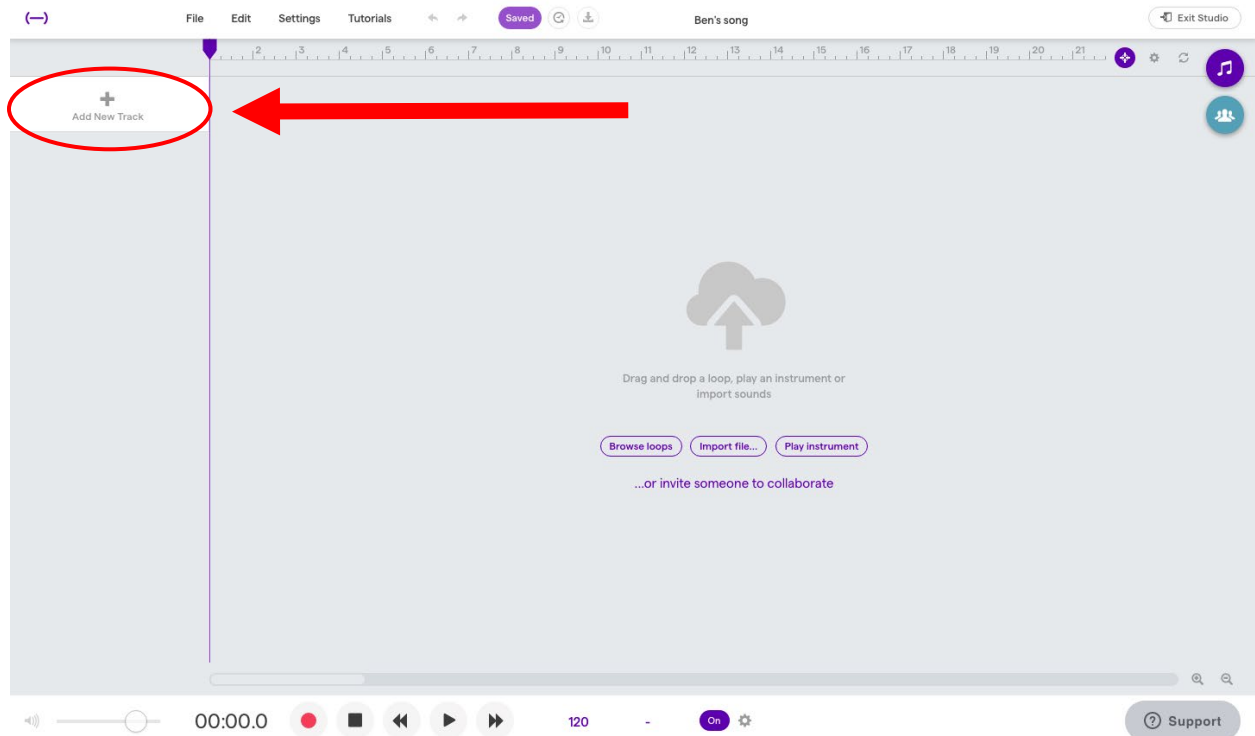 File Edit Settings Tutorials Saved Ben's song Exit Studio
2 3 4 5 6 7 8 9 10 11 12 13 14 15 16 17 18 19 20 21
Add New Track
Drag and drop a loop, play an instrument or
import sounds
Browse loops Import file... Play instrument
...or invite someone to collaborate
00:00.0 120 - On Support